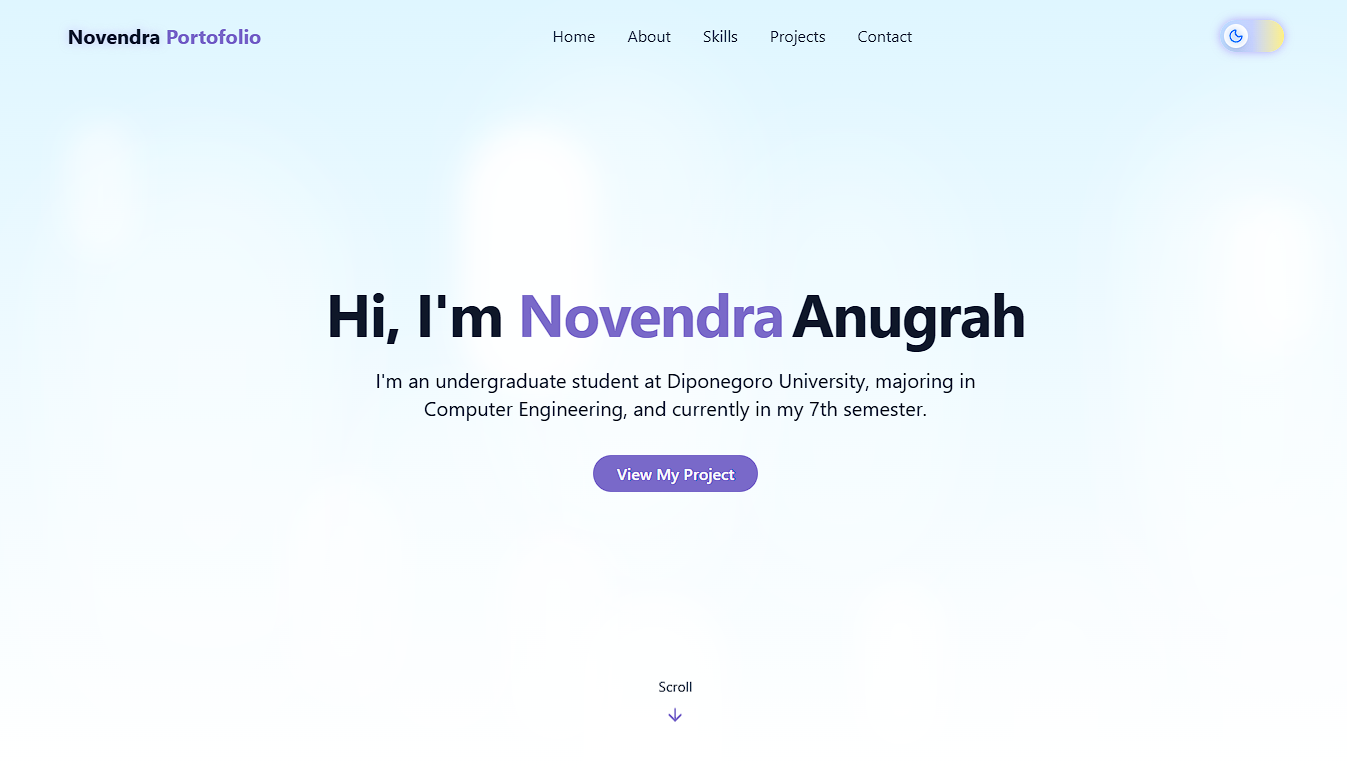 Novendra Portofolio
Home About Skills Projects Contact
Hi, I'm Novendra Anugrah
I'm an undergraduate student at Diponegoro University, majoring in
Computer Engineering, and currently in my 7th semester.
View My Project
Scroll